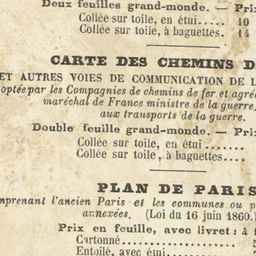 Deux feuilles grand-monde. — Pri
Collée sur toile, en étui..... 10
Collée sur toile, à baguettes. 14
CARTE DES CHEMINS D
ET AUTRES VOIES DE COMMUNICATION DE L
optée par les Compagnies de chemins de fer et agré
maréchal de France ministre de la guerre,
aux transports de la guerre.
Double feuille grand-monde. — Pri
Collée sur toile, en étui .......
Collée sur toile, à baguettes....
PLAN DE PARIS
mprenant l'ancien Paris et les communes ou p
annexées. (Loi du 16 juin 1860.
Prix en feuille, avec livret : 4 f
Cartonné.....................
Entoilé, avec étui